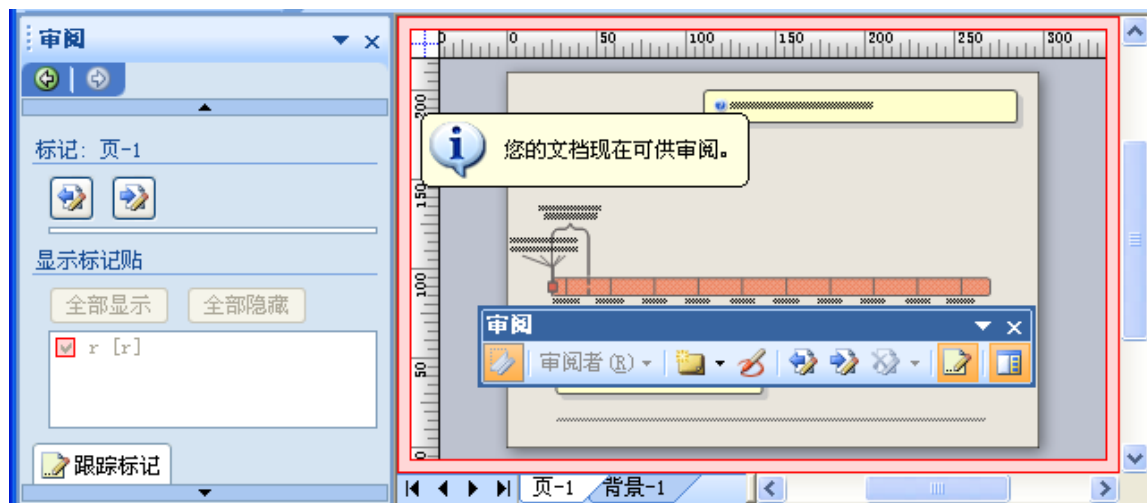 审阅
标记: 页-1
显示标记贴
全部显示 全部隐藏
r [r]
跟踪标记
0 50 100 150 200 250 300
200
150
100
50
0
您的文档现在可供审阅。
审阅
审阅者(R)
页-1 背景-1